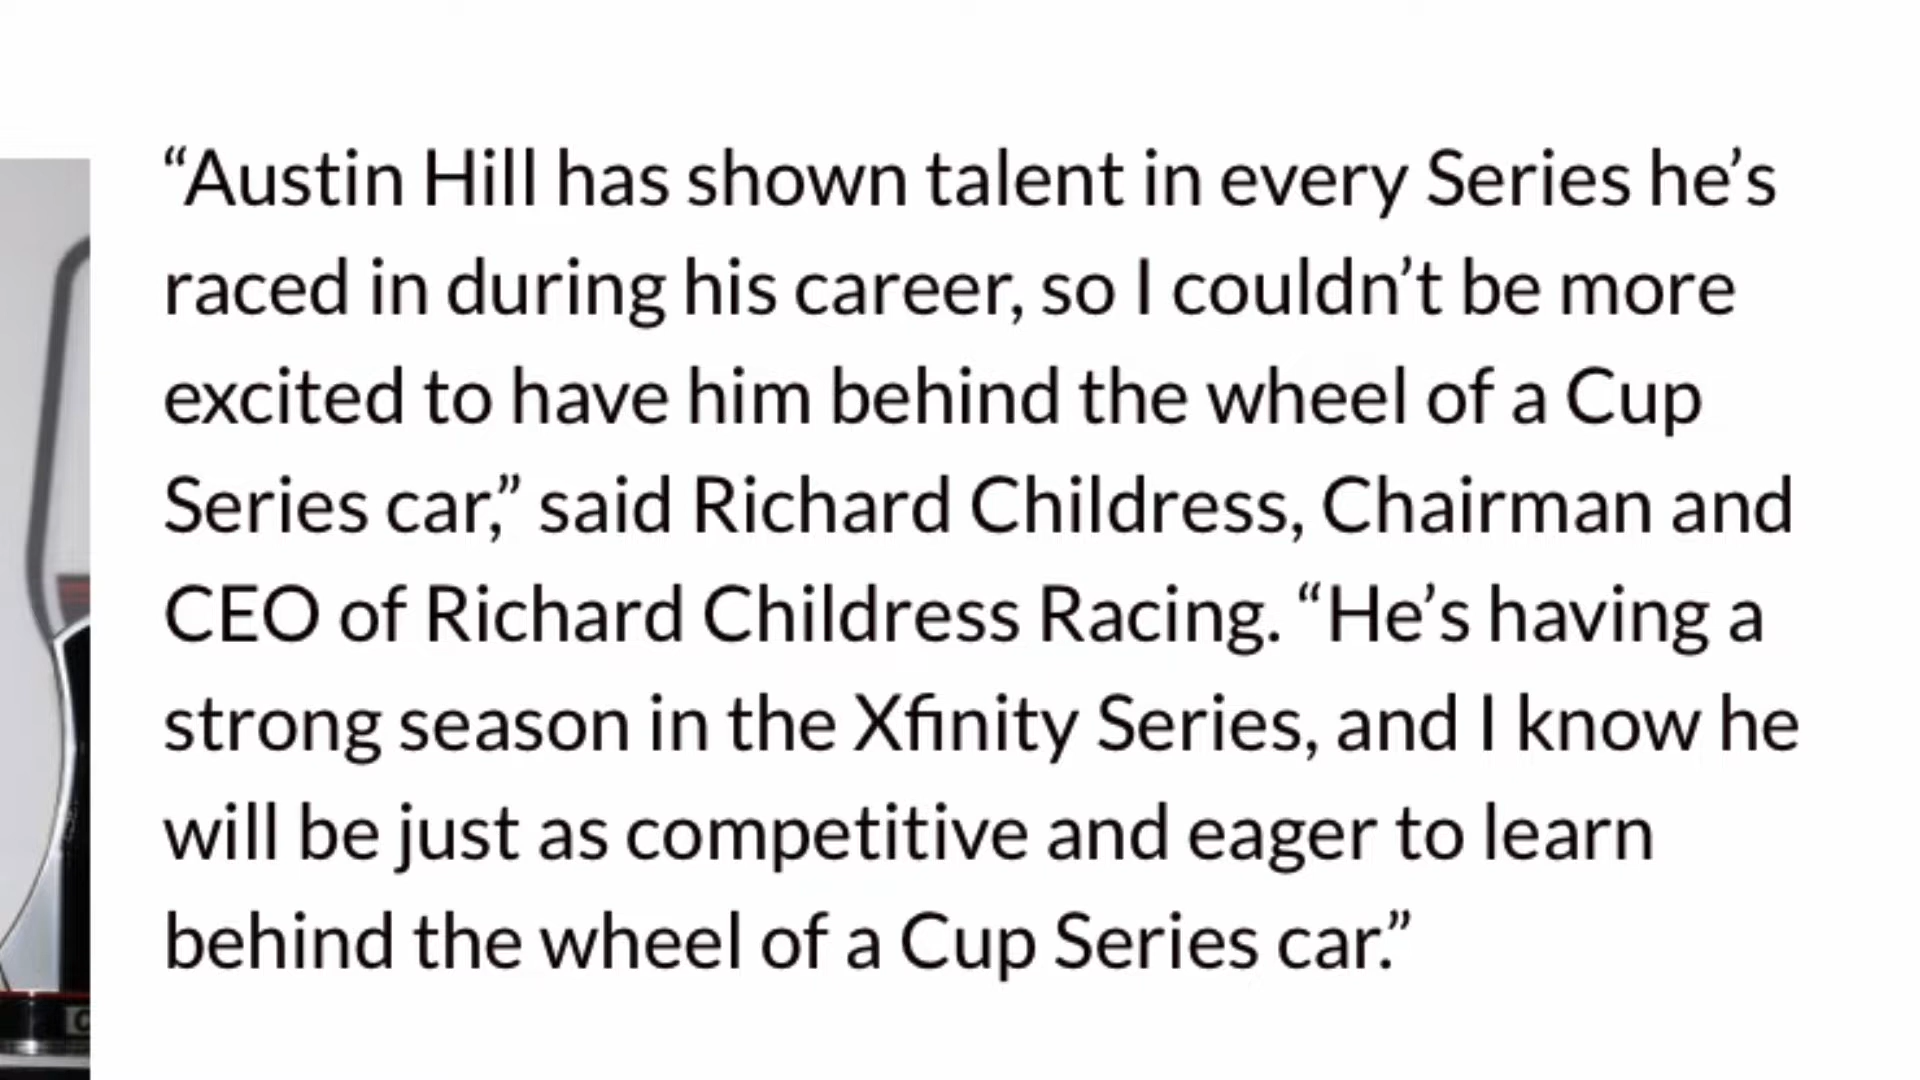 “Austin Hill has shown talent in every Series he’s
raced in during his career, so I couldn’t be more
excited to have him behind the wheel of a Cup
Series car,” said Richard Childress, Chairman and
CEO of Richard Childress Racing. “He’s having a
strong season in the Xfinity Series, and I know he
will be just as competitive and eager to learn
behind the wheel of a Cup Series car.”